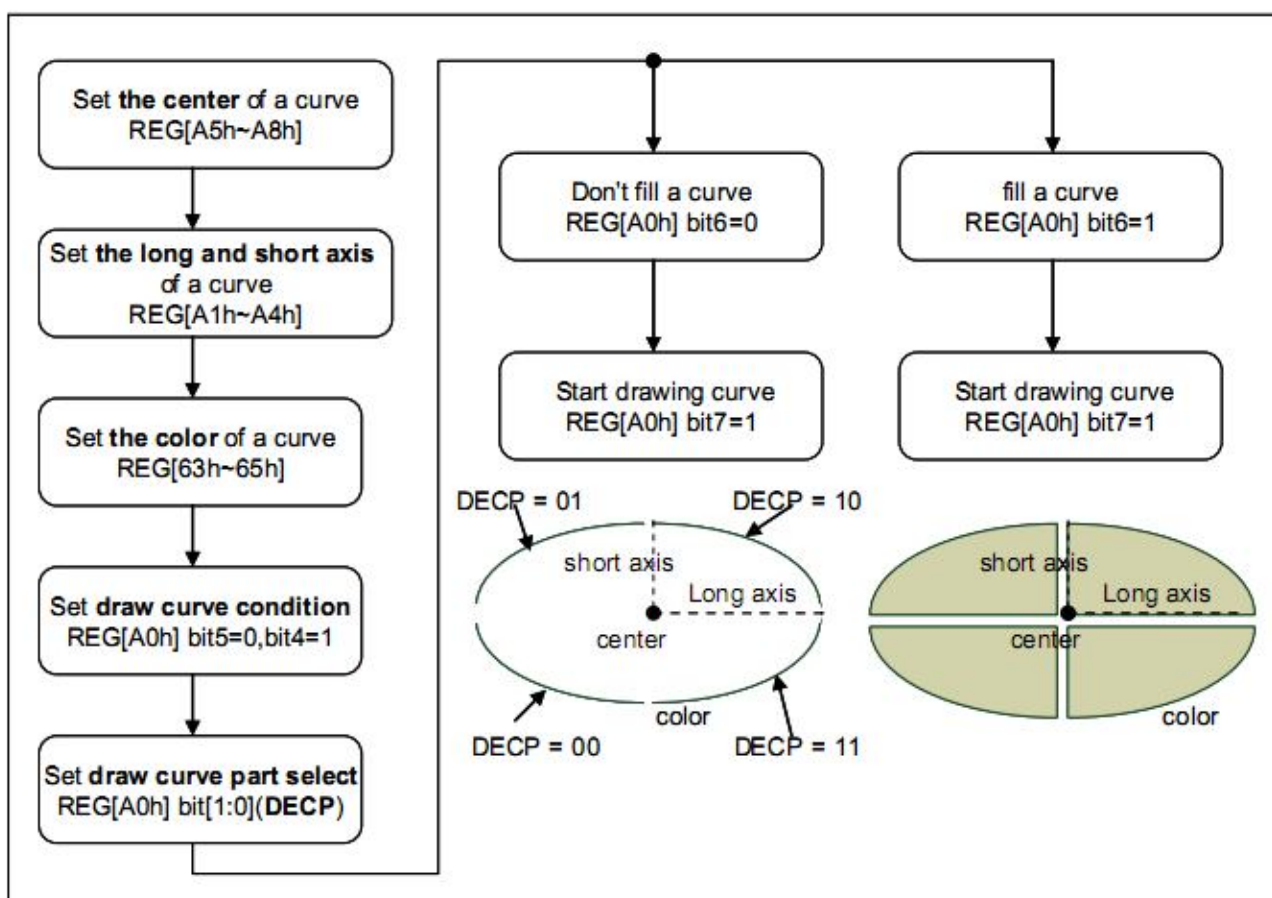 Set the center of a curve
REG[A5h~A8h]
Set the long and short axis
of a curve
REG[A1h~A4h]
Set the color of a curve
REG[63h~65h]
Set draw curve condition
REG[A0h] bit5=0,bit4=1
Set draw curve part select
REG[A0h] bit[1:0](DECP)
Don't fill a curve
REG[A0h] bit6=0
Start drawing curve
REG[A0h] bit7=1
fill a curve
REG[A0h] bit6=1
Start drawing curve
REG[A0h] bit7=1
DECP = 01
DECP = 10
short axis
Long axis
center
color
DECP = 00
DECP = 11
short axis
Long axis
center
color